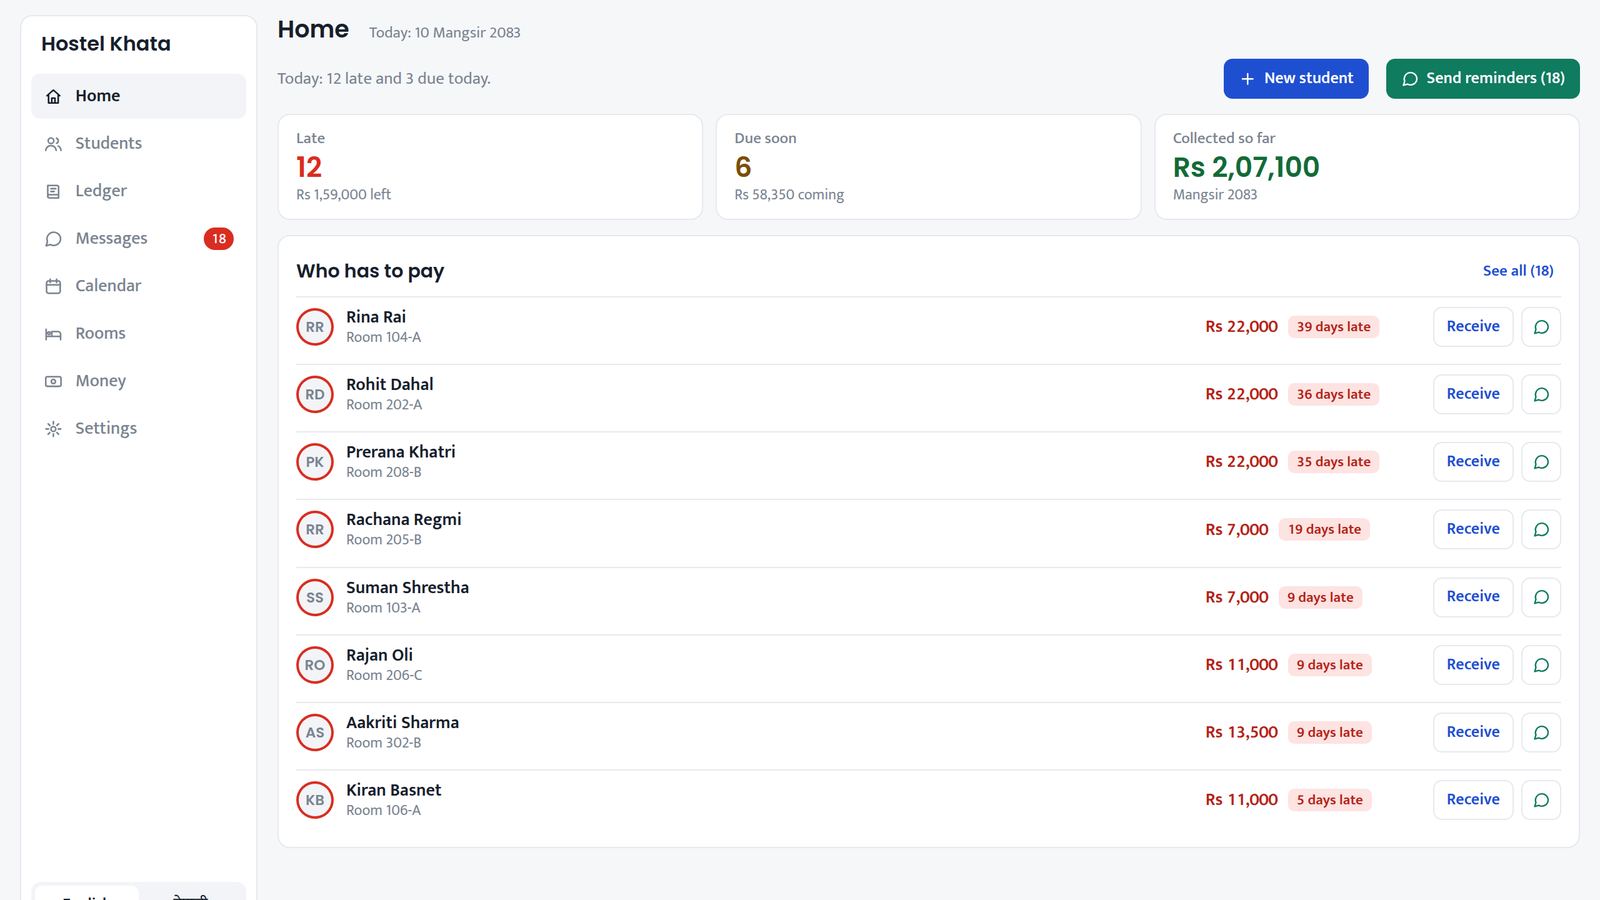 Hostel Khata
Home
Students
Ledger
Messages 18
Calendar
Rooms
Money
Settings
Home Today: 10 Mangsir 2083
Today: 12 late and 3 due today.
New student
Send reminders (18)
Late
12
Rs 1,59,000 left
Due soon
6
Rs 58,350 coming
Collected so far
Rs 2,07,100
Mangsir 2083
Who has to pay
See all (18)
RR
Rina Rai
Room 104-A
Rs 22,000 39 days late Receive
RD
Rohit Dahal
Room 202-A
Rs 22,000 36 days late Receive
PK
Prerana Khatri
Room 208-B
Rs 22,000 35 days late Receive
RR
Rachana Regmi
Room 205-B
Rs 7,000 19 days late Receive
SS
Suman Shrestha
Room 103-A
Rs 7,000 9 days late Receive
RO
Rajan Oli
Room 206-C
Rs 11,000 9 days late Receive
AS
Aakriti Sharma
Room 302-B
Rs 13,500 9 days late Receive
KB
Kiran Basnet
Room 106-A
Rs 11,000 5 days late Receive